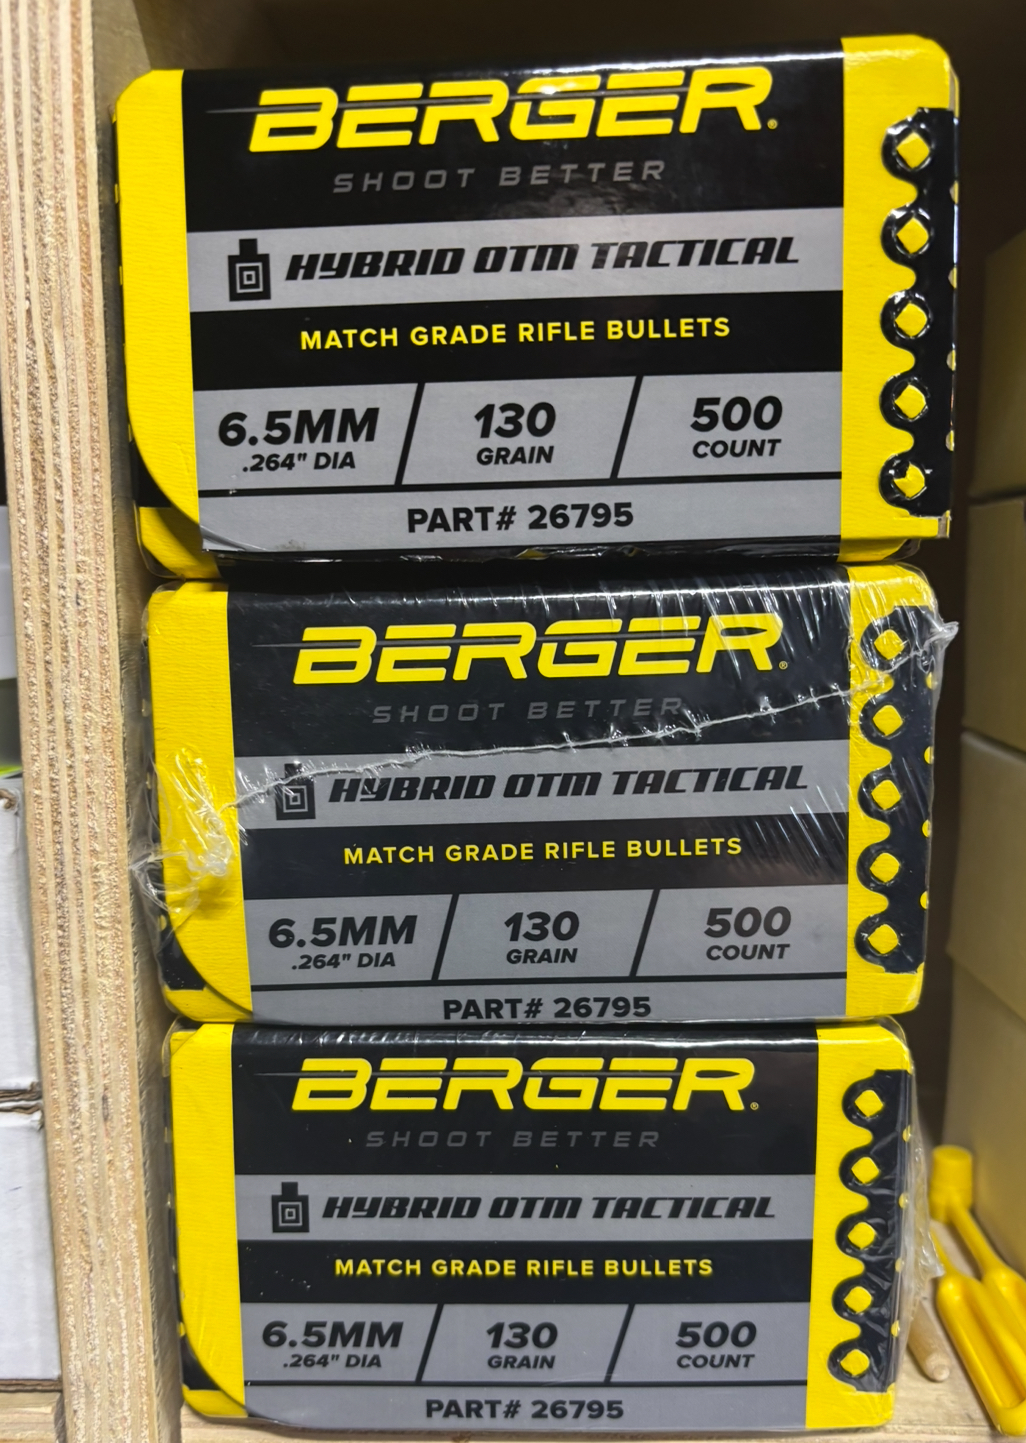 BERGER®
SHOOT BETTER
HYBRID OTM TACTICAL
MATCH GRADE RIFLE BULLETS
6.5MM 130 500
.264" DIA GRAIN COUNT
PART# 26795
BERGER®
SHOOT BETTER
HYBRID OTM TACTICAL
MATCH GRADE RIFLE BULLETS
6.5MM 130 500
.264" DIA GRAIN COUNT
PART# 26795
BERGER®
SHOOT BETTER
HYBRID OTM TACTICAL
MATCH GRADE RIFLE BULLETS
6.5MM 130 500
.264" DIA GRAIN COUNT
PART# 26795